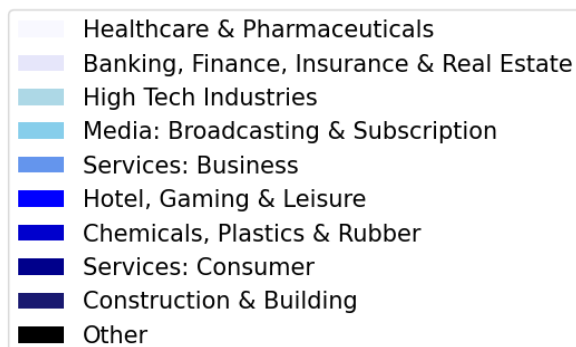 Healthcare & Pharmaceuticals
Banking, Finance, Insurance & Real Estate
High Tech Industries
Media: Broadcasting & Subscription
Services: Business
Hotel, Gaming & Leisure
Chemicals, Plastics & Rubber
Services: Consumer
Construction & Building
Other